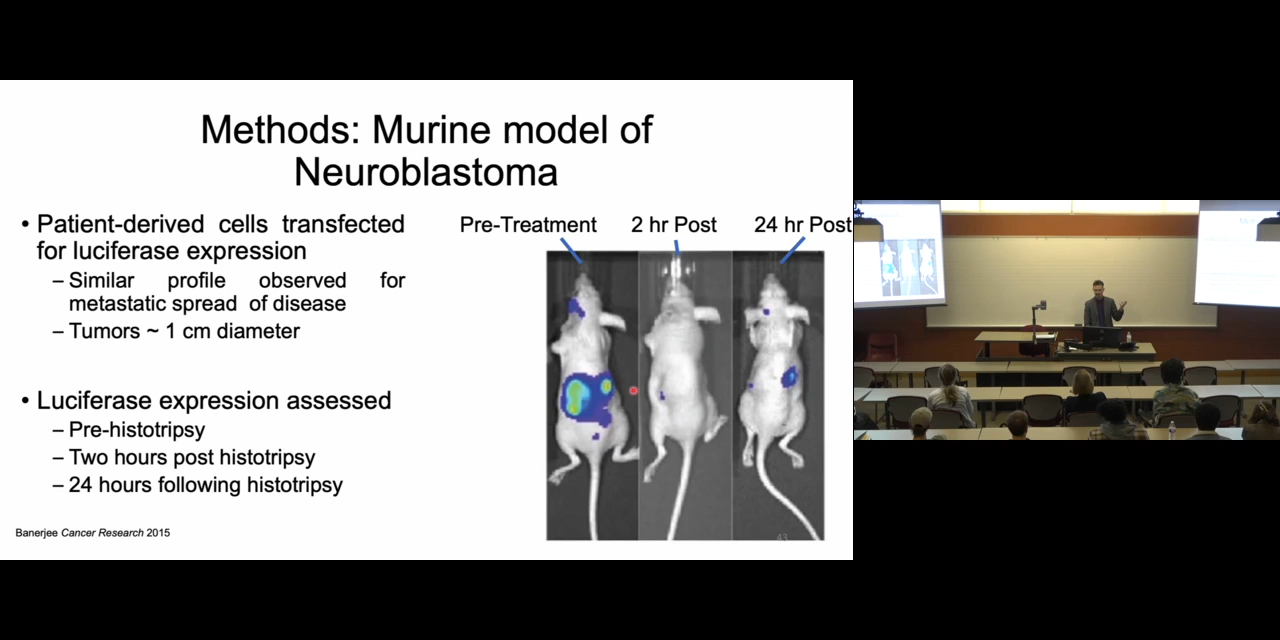 Methods: Murine model of
Neuroblastoma
• Patient-derived cells transfected
for luciferase expression
– Similar profile observed for
metastatic spread of disease
– Tumors ~ 1 cm diameter
• Luciferase expression assessed
– Pre-histotripsy
– Two hours post histotripsy
– 24 hours following histotripsy
Pre-Treatment 2 hr Post 24 hr Post
43
Banerjee Cancer Research 2015